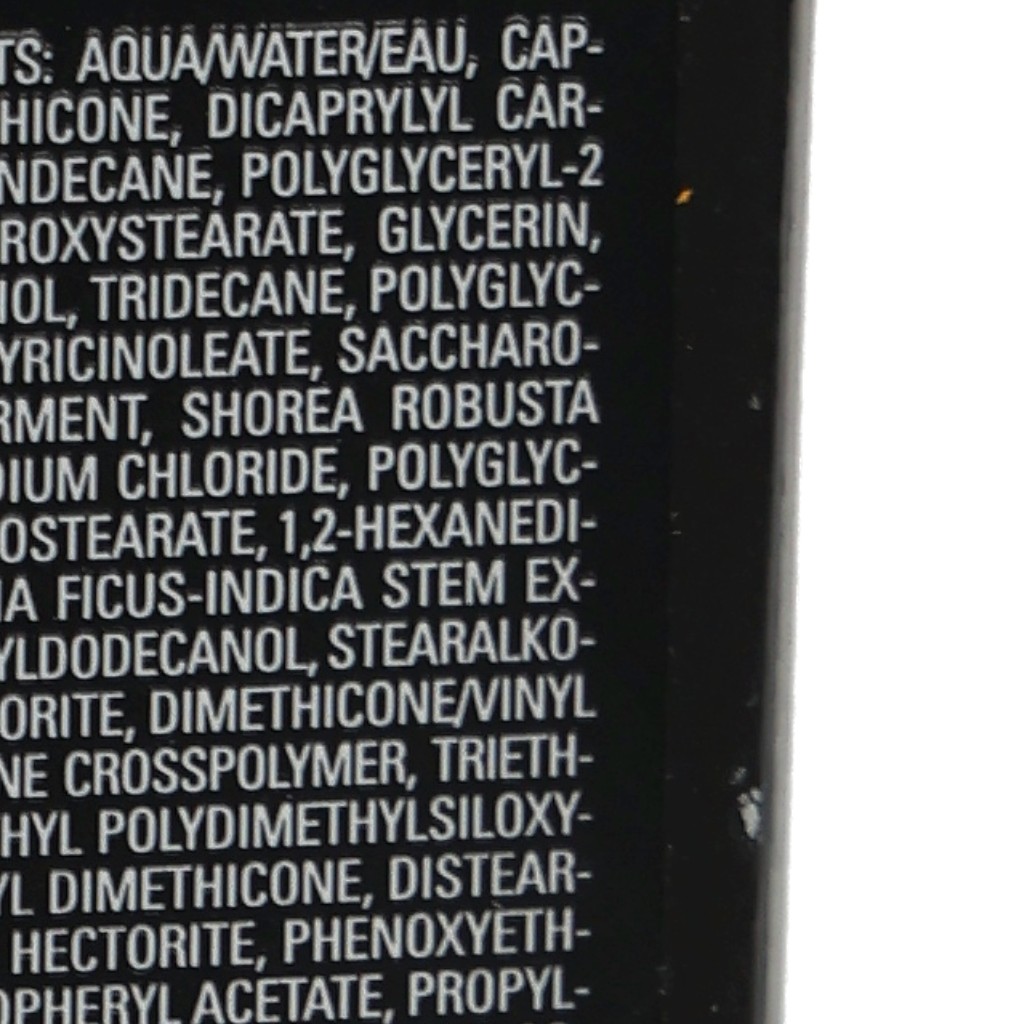 TS: AQUA/WATER/EAU, CAP-
HICONE, DICAPRYLYL CAR-
NDECANE, POLYGLYCERYL-2
ROXYSTEARATE, GLYCERIN,
IOL, TRIDECANE, POLYGLYC-
YRICINOLEATE, SACCHARO-
RMENT, SHOREA ROBUSTA
DIUM CHLORIDE, POLYGLYC-
OSTEARATE, 1,2-HEXANEDI-
IA FICUS-INDICA STEM EX-
YLDODECANOL, STEARALKO-
ORITE, DIMETHICONE/VINYL
NE CROSSPOLYMER, TRIETH-
HYL POLYDIMETHYLSILOXY-
YL DIMETHICONE, DISTEAR-
HECTORITE, PHENOXYETH-
OPHERYL ACETATE, PROPYL-